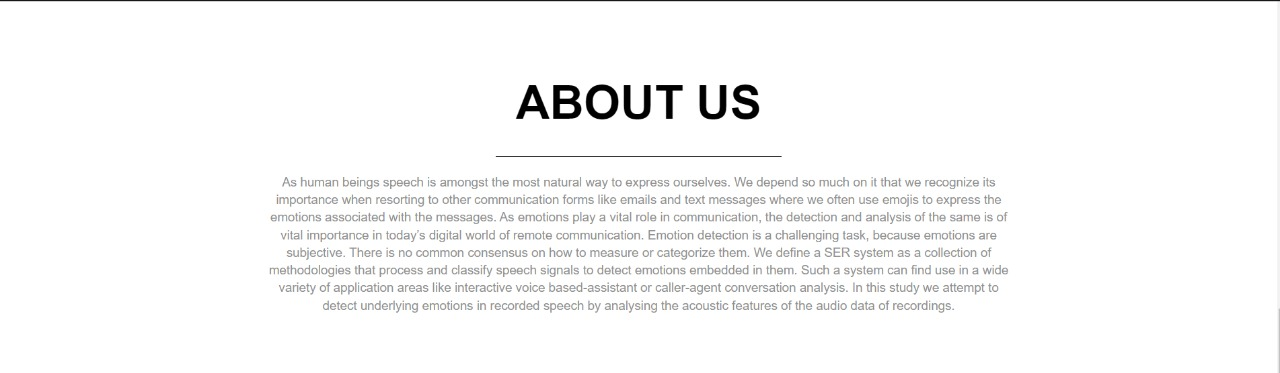 ABOUT US
As human beings speech is amongst the most natural way to express ourselves. We depend so much on it that we recognize its
importance when resorting to other communication forms like emails and text messages where we often use emojis to express the
emotions associated with the messages. As emotions play a vital role in communication, the detection and analysis of the same is of
vital importance in today's digital world of remote communication. Emotion detection is a challenging task, because emotions are
subjective. There is no common consensus on how to measure or categorize them. We define a SER system as a collection of
methodologies that process and classify speech signals to detect emotions embedded in them. Such a system can find use in a wide
variety of application areas like interactive voice based-assistant or caller-agent conversation analysis. In this study we attempt to
detect underlying emotions in recorded speech by analysing the acoustic features of the audio data of recordings.